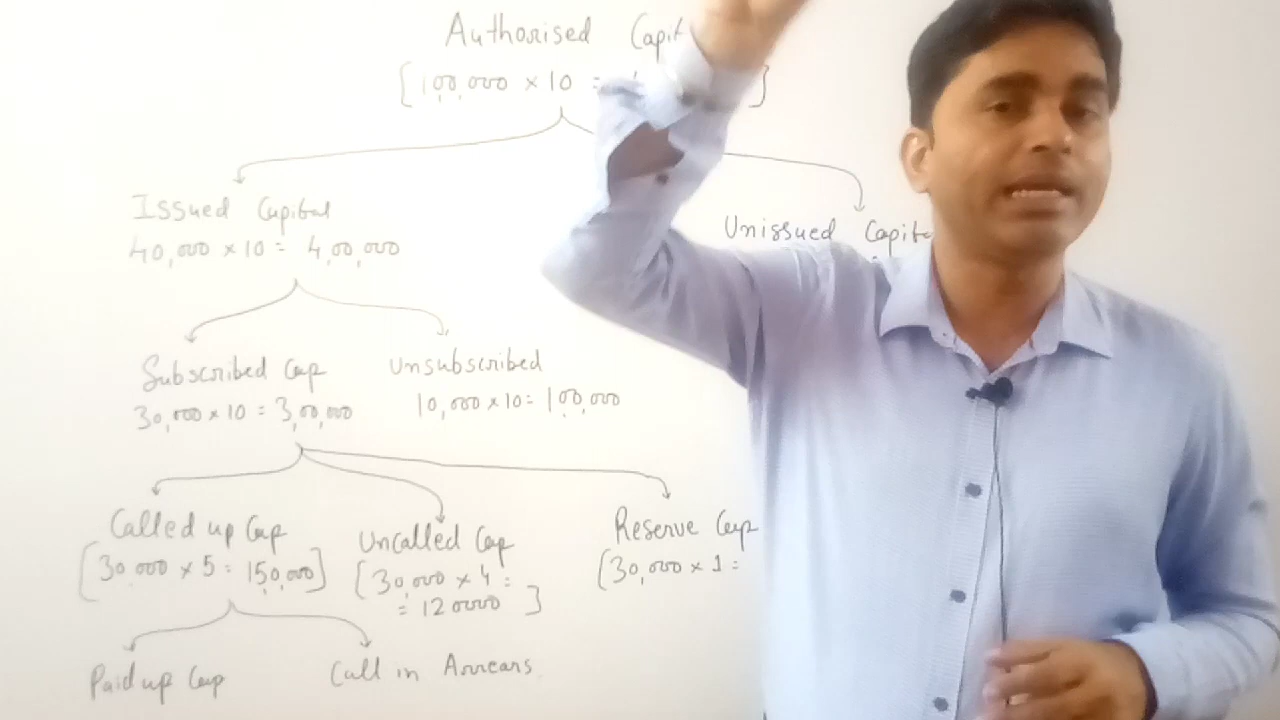 Authorised Capit
[100,000 × 10 =
]
Issued Capital
40,000 × 10 = 4,00,000
Unissued Capita
Subscribed Cap
30,000 × 10 = 3,00,000
Unsubscribed
10,000 × 10 = 100,000
Called up Cap
[30,000 × 5 = 150,000]
Uncalled Cap
[30,000 × 4 =
= 120000 ]
Reserve Cap
(30,000 × 1 =
Paid up Cap
Call in Arrears